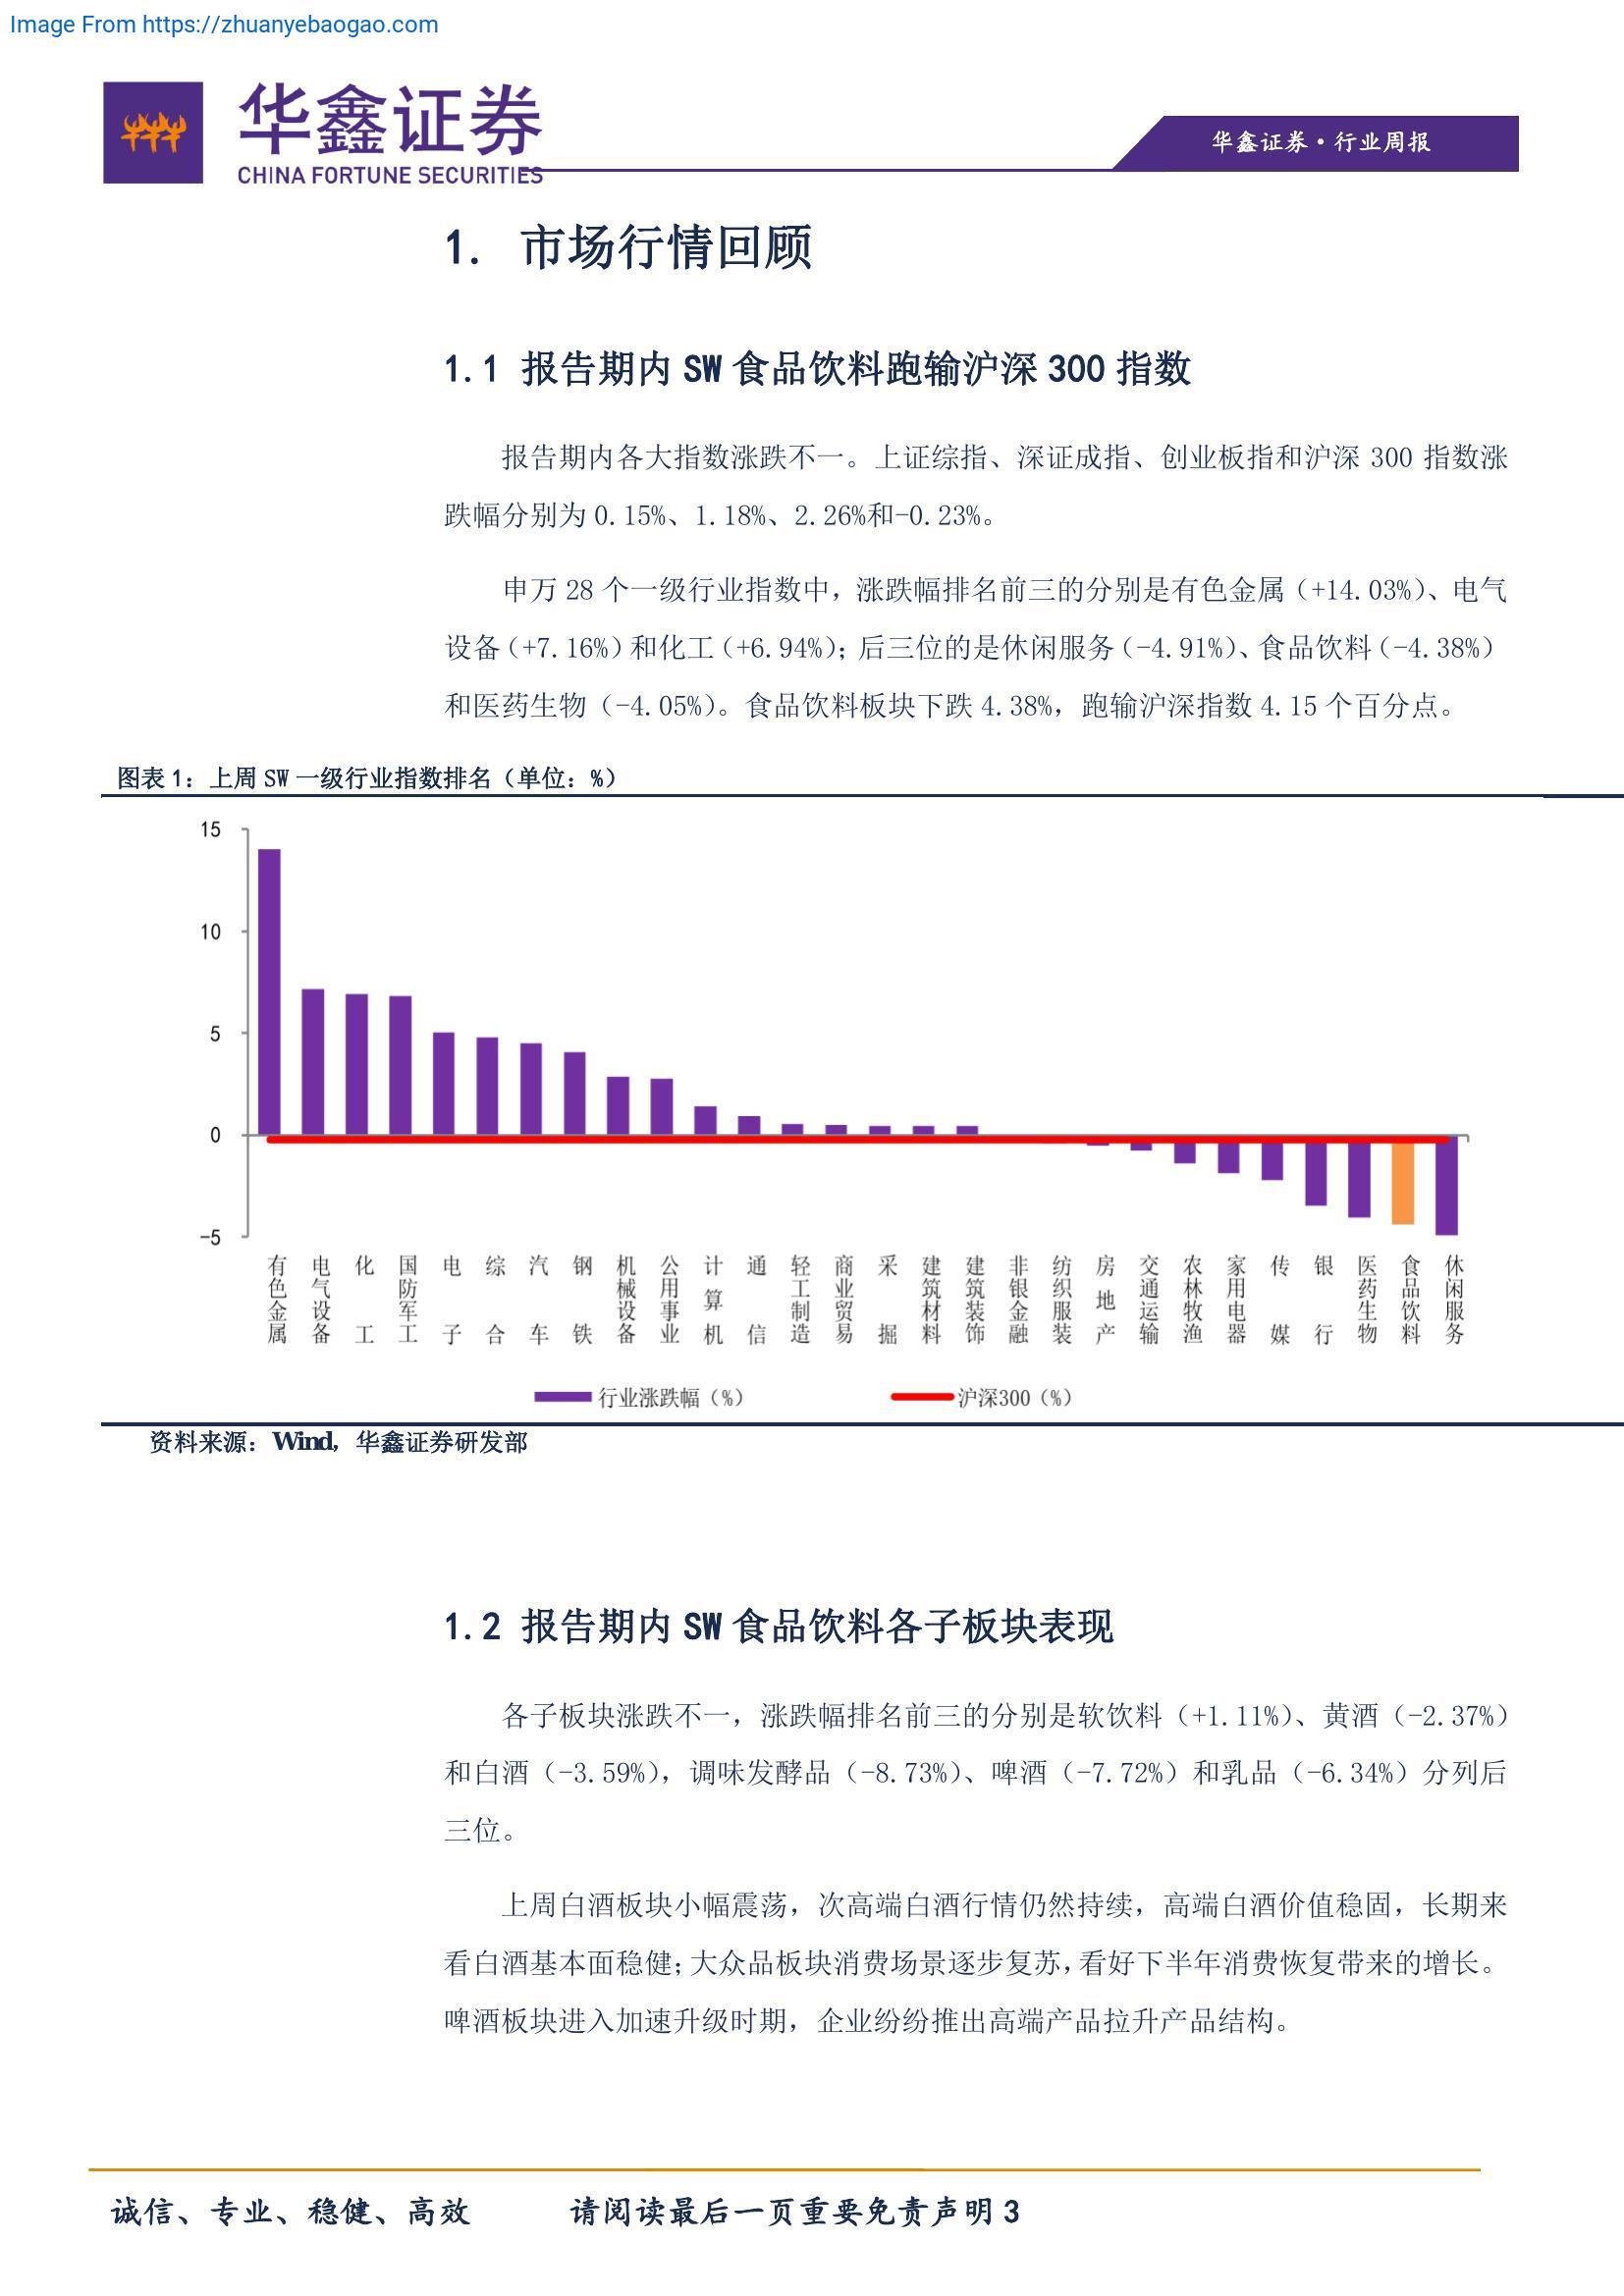 Image From https://zhuanyebaogao.com
华鑫证券
CHINA FORTUNE SECURITIES
华鑫证券·行业周报
1. 市场行情回顾
1.1 报告期内 SW 食品饮料跑输沪深 300 指数
报告期内各大指数涨跌不一。上证综指、深证成指、创业板指和沪深 300 指数涨
跌幅分别为 0.15%、1.18%、2.26%和-0.23%。
申万 28 个一级行业指数中，涨跌幅排名前三的分别是有色金属（+14.03%）、电气
设备（+7.16%）和化工（+6.94%）；后三位的是休闲服务（-4.91%）、食品饮料（-4.38%）
和医药生物（-4.05%）。食品饮料板块下跌 4.38%，跑输沪深指数 4.15 个百分点。
图表 1：上周 SW 一级行业指数排名（单位：%）
15
10
5
0
-5
有色金属
电气设备
化工
国防军工
电子
综合
汽车
钢铁
机械设备
公用事业
计算机
通信
轻工制造
商业贸易
采掘
建筑材料
建筑装饰
非银金融
纺织服装
房地产
交通运输
农林牧渔
家用电器
传媒
银行
医药生物
食品饮料
休闲服务
行业涨跌幅（%）
沪深300（%）
资料来源：Wind，华鑫证券研发部
1.2 报告期内 SW 食品饮料各子板块表现
各子板块涨跌不一，涨跌幅排名前三的分别是软饮料（+1.11%）、黄酒（-2.37%）
和白酒（-3.59%），调味发酵品（-8.73%）、啤酒（-7.72%）和乳品（-6.34%）分列后
三位。
上周白酒板块小幅震荡，次高端白酒行情仍然持续，高端白酒价值稳固，长期来
看白酒基本面稳健；大众品板块消费场景逐步复苏，看好下半年消费恢复带来的增长。
啤酒板块进入加速升级时期，企业纷纷推出高端产品拉升产品结构。
诚信、专业、稳健、高效 请阅读最后一页重要免责声明 3